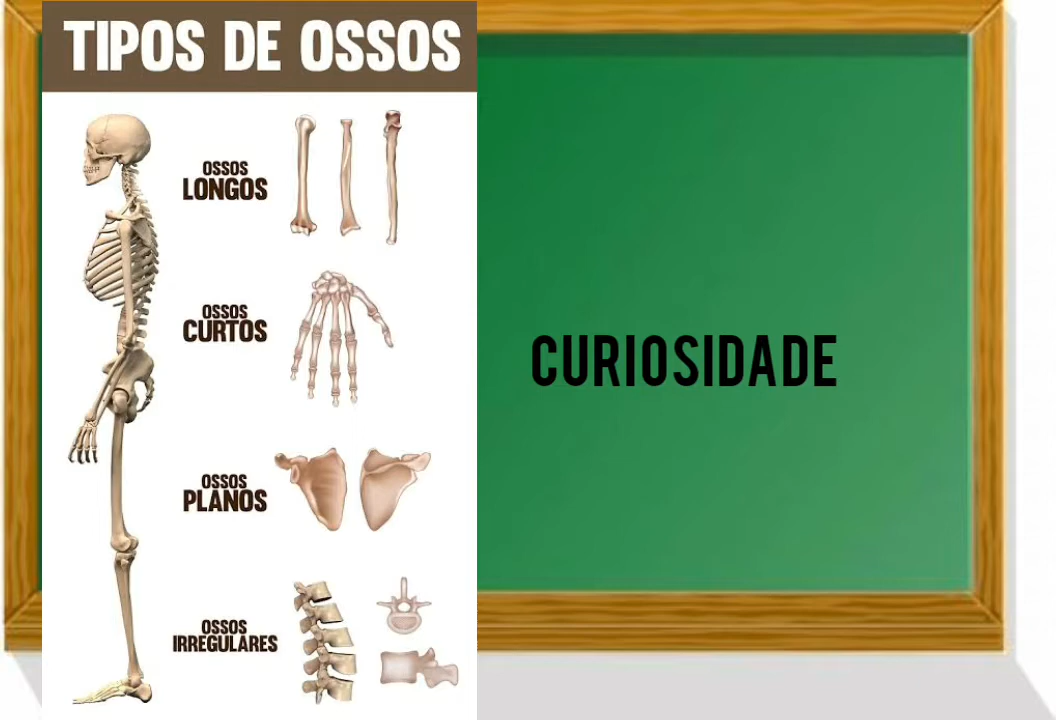 TIPOS DE OSSOS
OSSOS
LONGOS
OSSOS
CURTOS
OSSOS
PLANOS
OSSOS
IRREGULARES
CURIOSIDADE